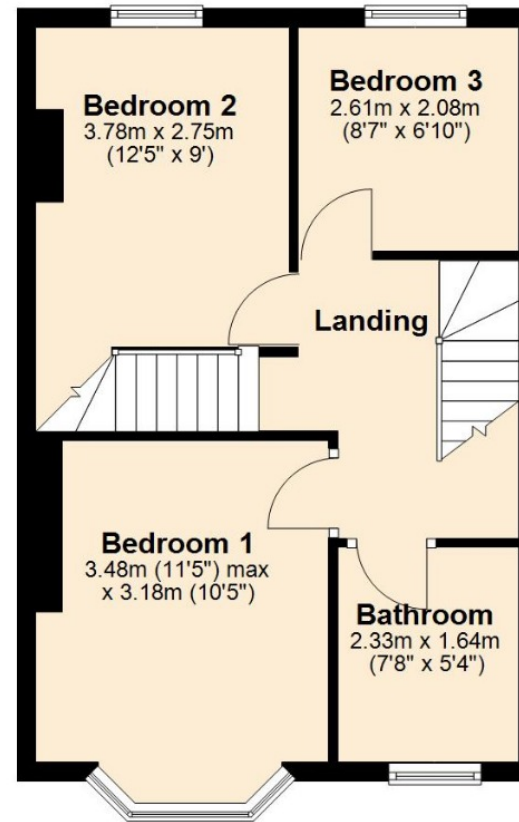 Bedroom 2
3.78m x 2.75m
(12'5" x 9')
Bedroom 3
2.61m x 2.08m
(8'7" x 6'10")
Landing
Bedroom 1
3.48m (11'5") max
x 3.18m (10'5")
Bathroom
2.33m x 1.64m
(7'8" x 5'4")